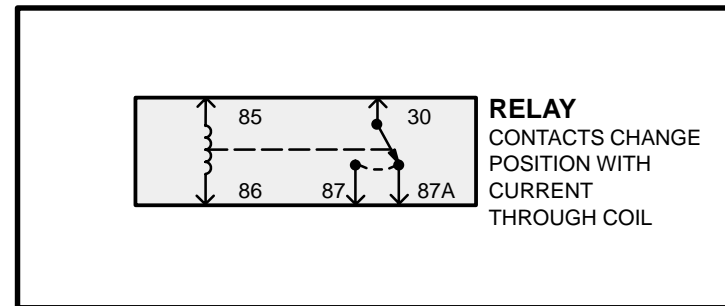 85
30
86
87
87A
RELAY
CONTACTS CHANGE
POSITION WITH
CURRENT
THROUGH COIL